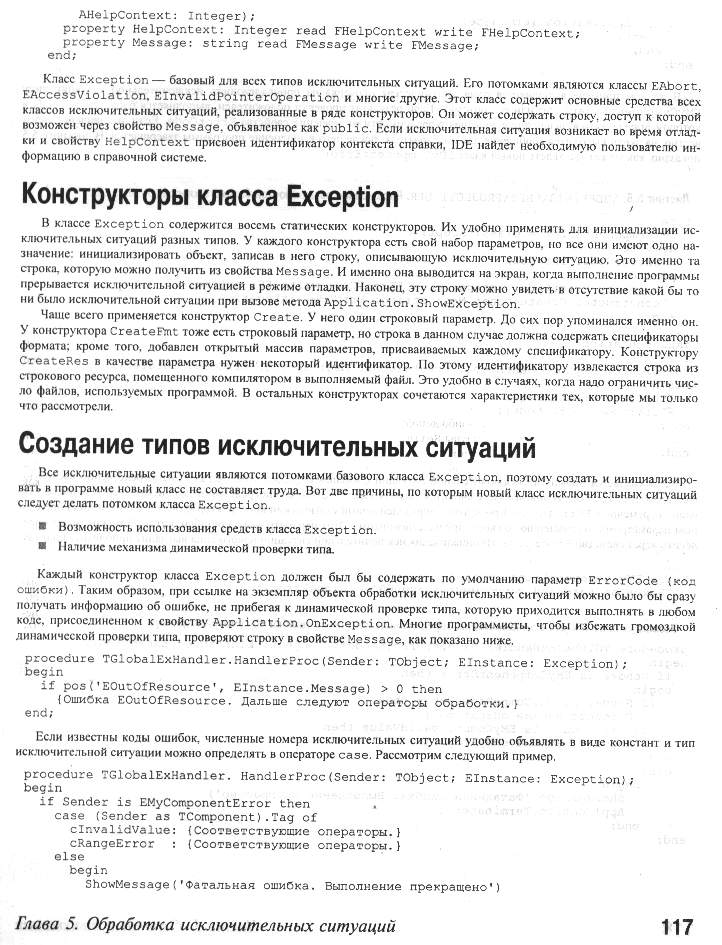 AHelpContext: Integer);
property HelpContext: Integer read FHelpContext write FHelpContext;
property Message: string read FMessage write FMessage;
end;
Класс Exception — базовый для всех типов исключительных ситуаций. Его потомками являются классы EAbort,
EAccessViolation, EInvalidPointerOperation и многие другие. Этот класс содержит основные средства всех
классов исключительных ситуаций, реализованные в ряде конструкторов. Он может содержать строку, доступ к которой
возможен через свойство Message, объявленное как public. Если исключительная ситуация возникает во время отлад-
ки и свойству HelpContext присвоен идентификатор контекста справки, IDE найдет необходимую пользователю ин-
формацию в справочной системе.
Конструкторы класса Exception
В классе Exception содержится восемь статических конструкторов. Их удобно применять для инициализации ис-
ключительных ситуаций разных типов. У каждого конструктора есть свой набор параметров, но все они имеют одно на-
значение: инициализировать объект, записав в него строку, описывающую исключительную ситуацию. Это именно та
строка, которую можно получить из свойства Message. И именно она выводится на экран, когда выполнение программы
прерывается исключительной ситуацией в режиме отладки. Наконец, эту строку можно увидеть в отсутствие какой бы то
ни было исключительной ситуации при вызове метода Application.ShowException.
Чаще всего применяется конструктор Create. У него один строковый параметр. До сих пор упоминался именно он.
У конструктора CreateFmt тоже есть строковый параметр, но строка в данном случае должна содержать спецификаторы
формата; кроме того, добавлен открытый массив параметров, присваиваемых каждому спецификатору. Конструктору
CreateRes в качестве параметра нужен некоторый идентификатор. По этому идентификатору извлекается строка из
строкового ресурса, помещенного компилятором в выполняемый файл. Это удобно в случаях, когда надо ограничить чис-
ло файлов, используемых программой. В остальных конструкторах сочетаются характеристики тех, которые мы только
что рассмотрели.
Создание типов исключительных ситуаций
Все исключительные ситуации являются потомками базового класса Exception, поэтому создать и инициализиро-
вать в программе новый класс не составляет труда. Вот две причины, по которым новый класс исключительных ситуаций
следует делать потомком класса Exception.
■ Возможность использования средств класса Exception.
■ Наличие механизма динамической проверки типа.
Каждый конструктор класса Exception должен был бы содержать по умолчанию параметр ErrorCode (код
ошибки). Таким образом, при ссылке на экземпляр объекта обработки исключительных ситуаций можно было бы сразу
получать информацию об ошибке, не прибегая к динамической проверке типа, которую приходится выполнять в любом
коде, присоединенном к свойству Application.OnException. Многие программисты, чтобы избежать громоздкой
динамической проверки типа, проверяют строку в свойстве Message, как показано ниже.
procedure TGlobalExHandler.HandlerProc(Sender: TObject; EInstance: Exception);
begin
if pos('EOutOfResource', EInstance.Message) > 0 then
{Ошибка EOutOfResource. Дальше следуют операторы обработки.}
end;
Если известны коды ошибок, численные номера исключительных ситуаций удобно объявлять в виде констант и тип
исключительной ситуации можно определять в операторе case. Рассмотрим следующий пример.
procedure TGlobalExHandler. HandlerProc(Sender: TObject; EInstance: Exception);
begin
if Sender is EMyComponentError then
case (Sender as TComponent).Tag of
cInvalidValue: {Соответствующие операторы.}
cRangeError : {Соответствующие операторы.}
else
begin
ShowMessage('Фатальная ошибка. Выполнение прекращено')
Глава 5. Обработка исключительных ситуаций 117